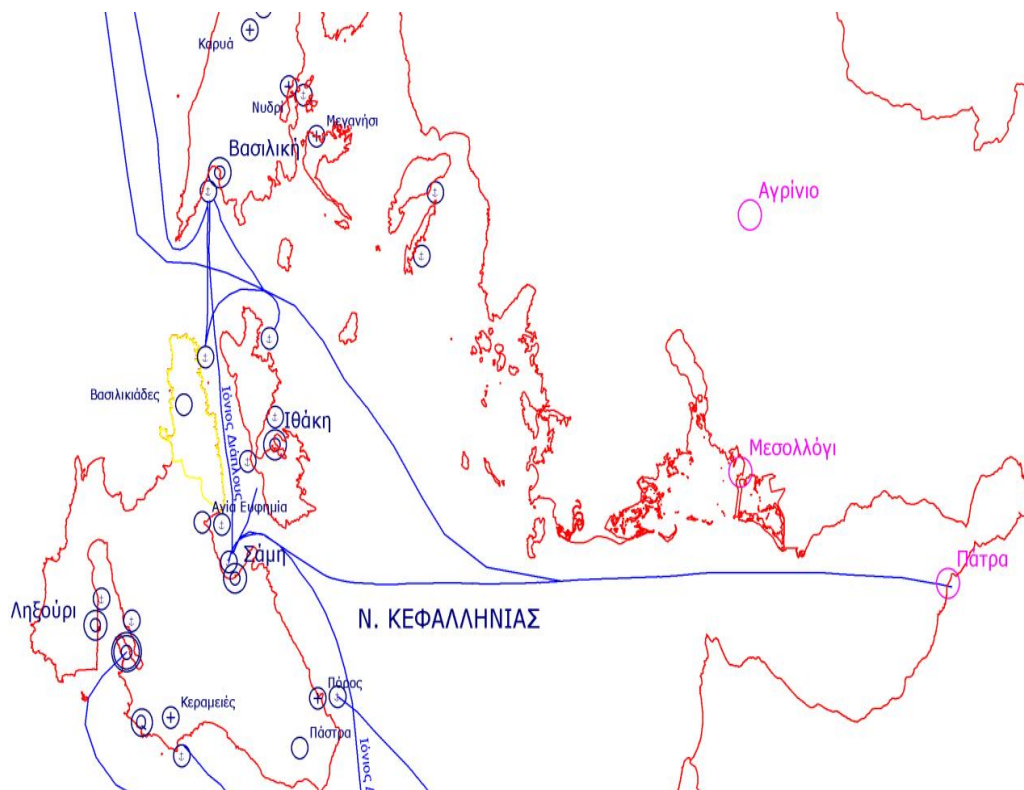 Καρυά
Νυδρί
Μεγανήσι
Βασιλική
Αγρίνιο
Βασιλικιάδες
Ιόνιος Διάπλους
Ιθάκη
Μεσολλόγι
Αγία Ευφημία
Σάμη
Πάτρα
Ληξούρι
Ν. ΚΕΦΑΛΛΗΝΙΑΣ
Πόρος
Κεραμειές
Πάστρα
Ιόνιος